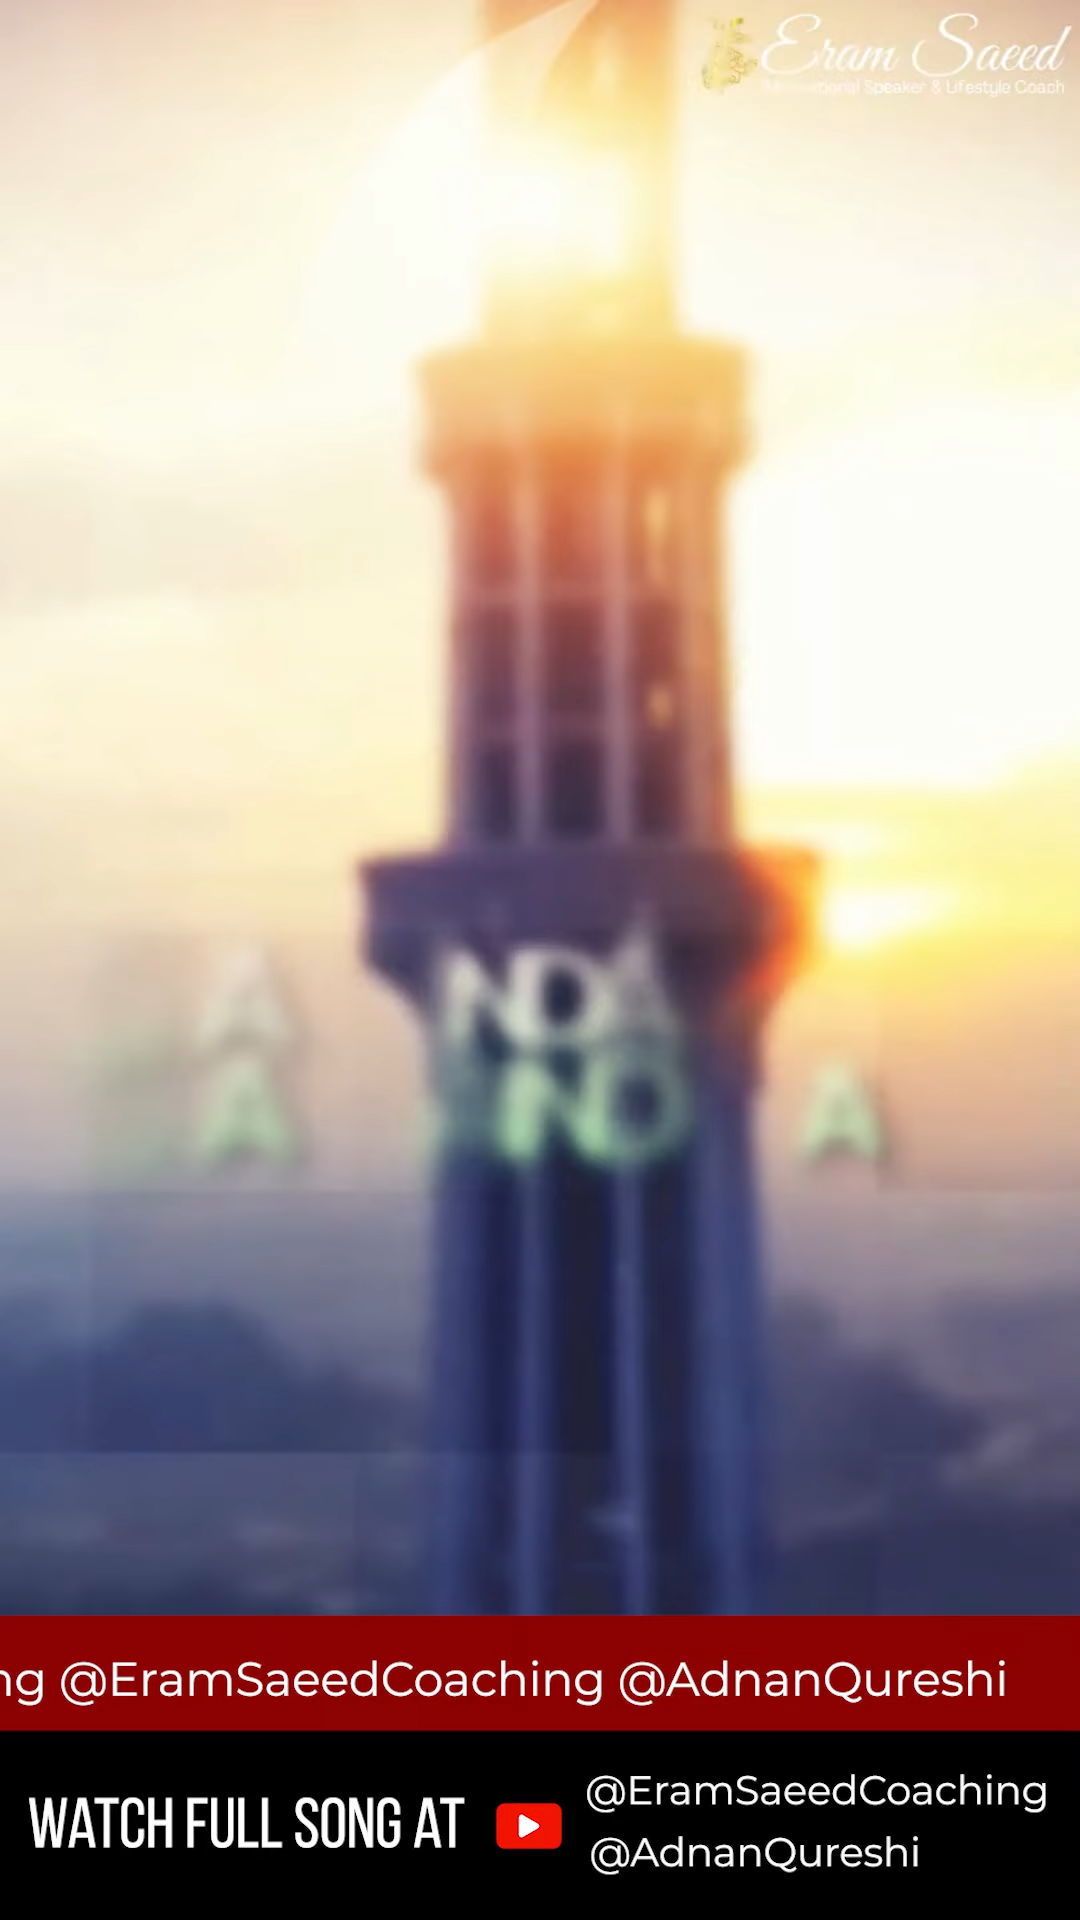 Eram Saeed
Motivational Speaker & Lifestyle Coach
ng @EramSaeedCoaching @AdnanQureshi
WATCH FULL SONG AT
@EramSaeedCoaching
@AdnanQureshi